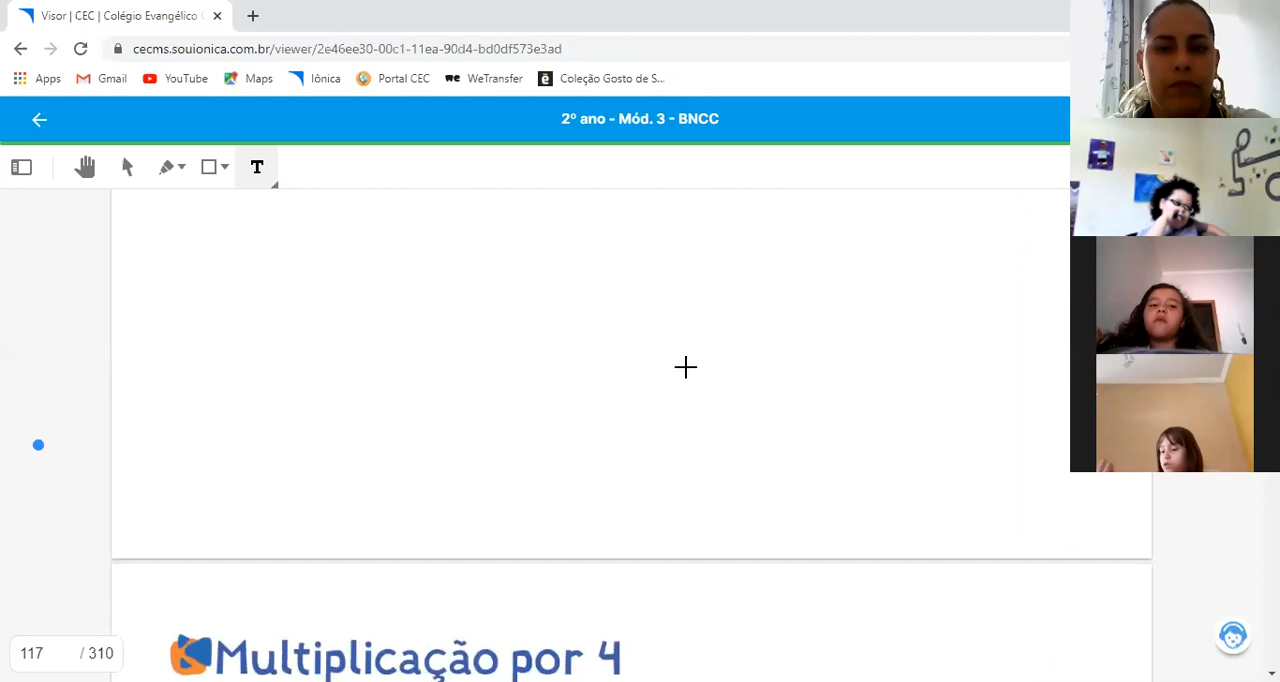 Visor | CEC | Colégio Evangélico
cecms.souionica.com.br/viewer/2e46ee30-00c1-11ea-90d4-bd0df573e3ad
Apps Gmail YouTube Maps Iônica Portal CEC WeTransfer Coleção Gosto de S...
2º ano - Mód. 3 - BNCC
T
Multiplicação por 4
117 / 310